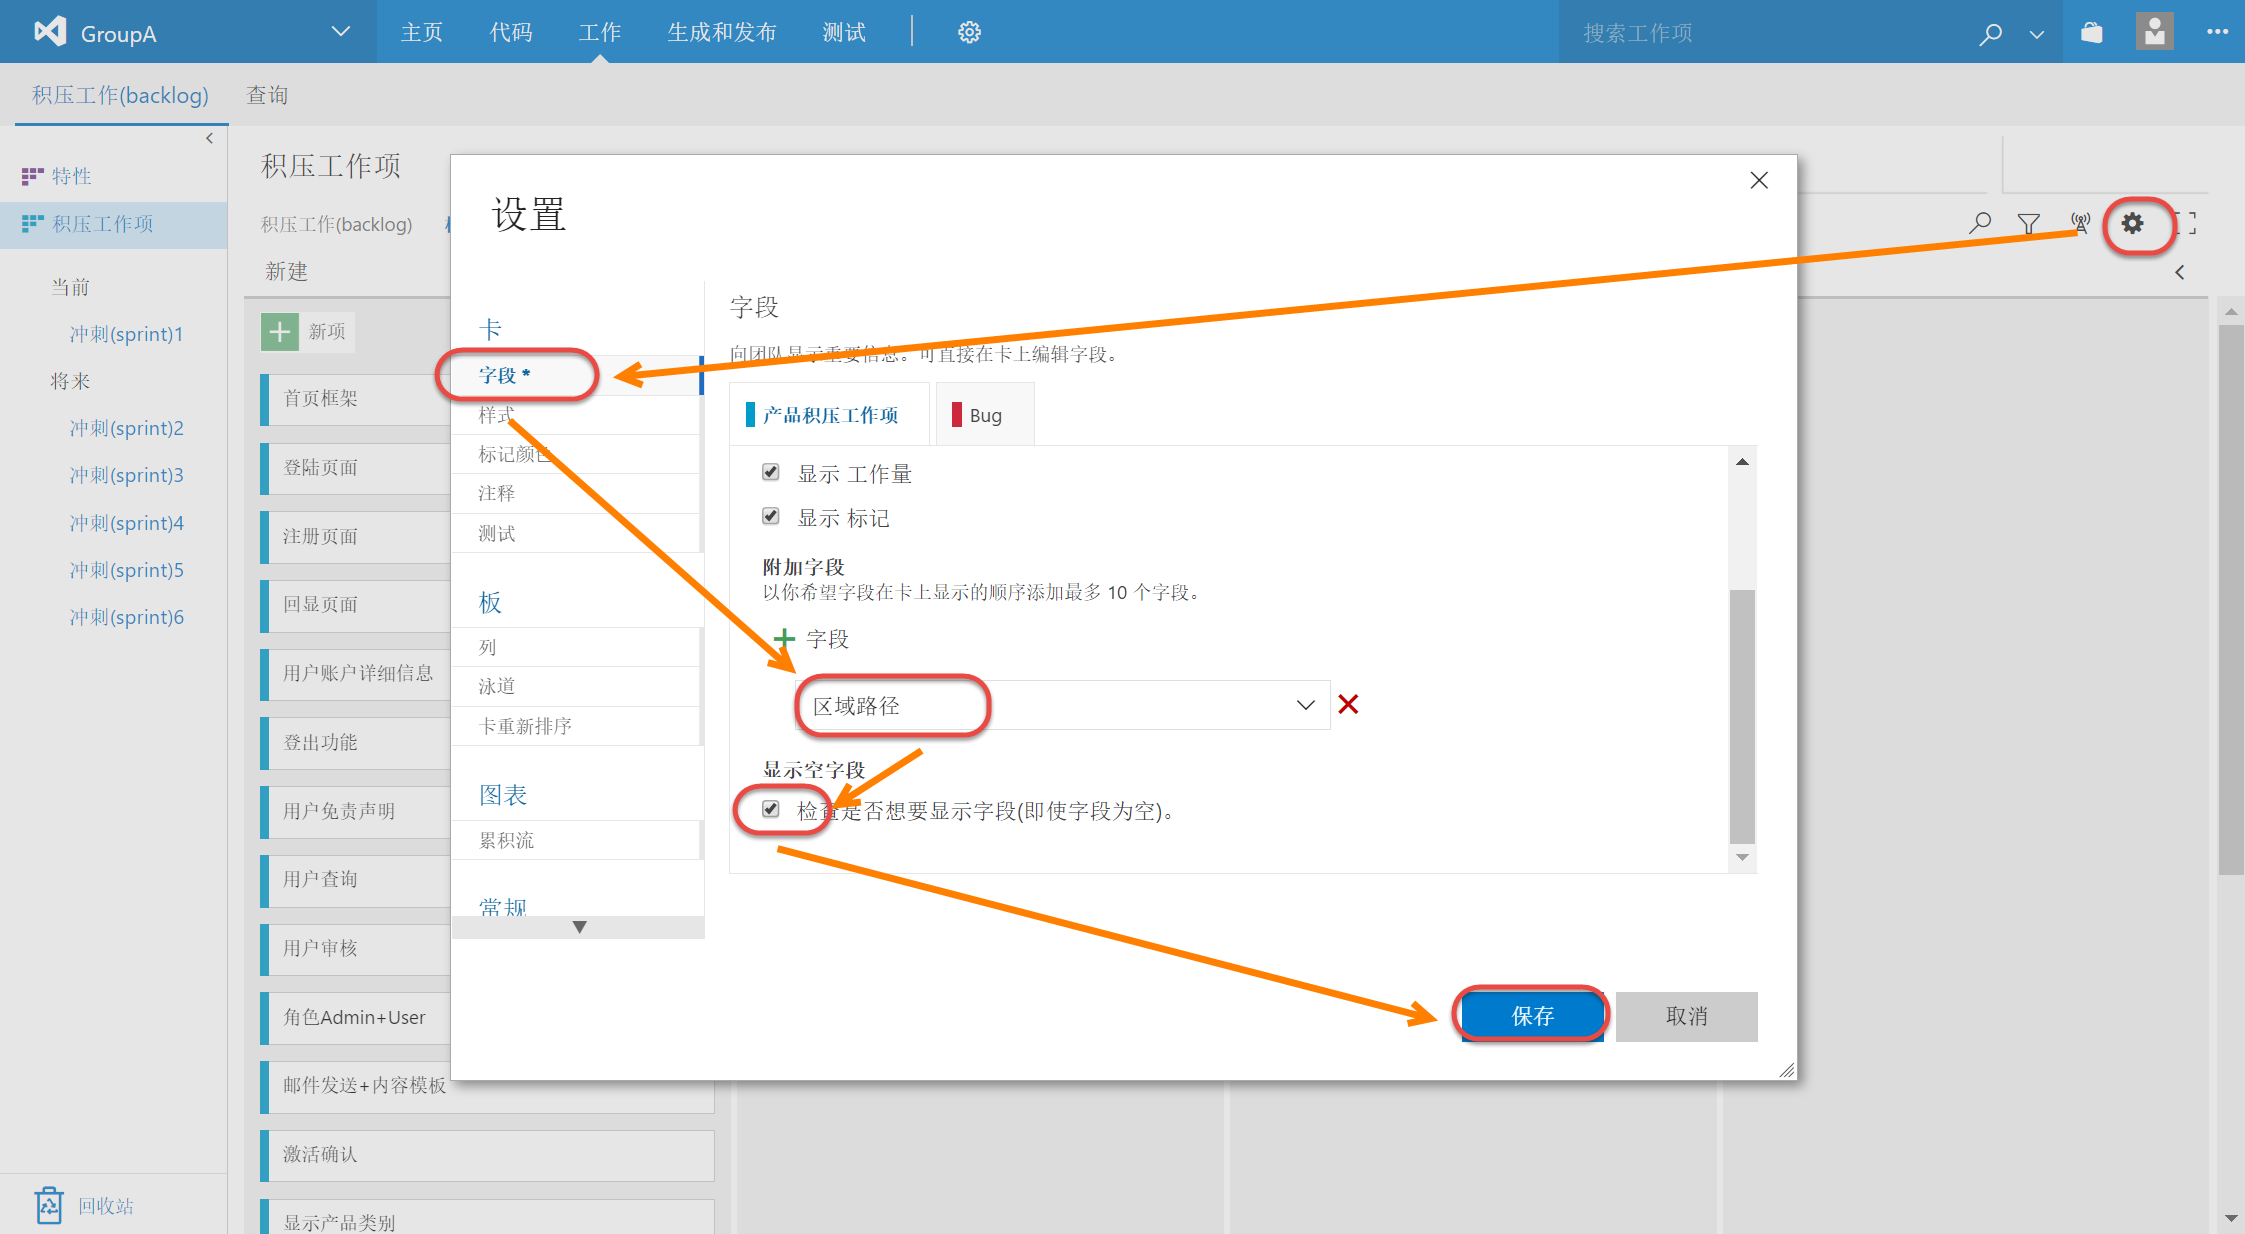 GroupA
主页
代码
工作
生成和发布
测试
搜索工作项
积压工作(backlog)
查询
特性
积压工作项
当前
冲刺(sprint)1
将来
冲刺(sprint)2
冲刺(sprint)3
冲刺(sprint)4
冲刺(sprint)5
冲刺(sprint)6
回收站
积压工作项
积压工作(backlog)
新建
新项
首页框架
登陆页面
注册页面
回显页面
用户账户详细信息
登出功能
用户免责声明
用户查询
用户审核
角色Admin+User
邮件发送+内容模板
激活确认
显示产品类别
设置
卡
字段 *
样式
标记颜色
注释
测试
板
列
泳道
卡重新排序
图表
累积流
常规
字段
向团队显示重要信息。可直接在卡上编辑字段。
产品积压工作项
Bug
显示 工作量
显示 标记
附加字段
以你希望字段在卡上显示的顺序添加最多 10 个字段。
字段
区域路径
显示空字段
检查是否想要显示字段(即使字段为空)。
保存
取消